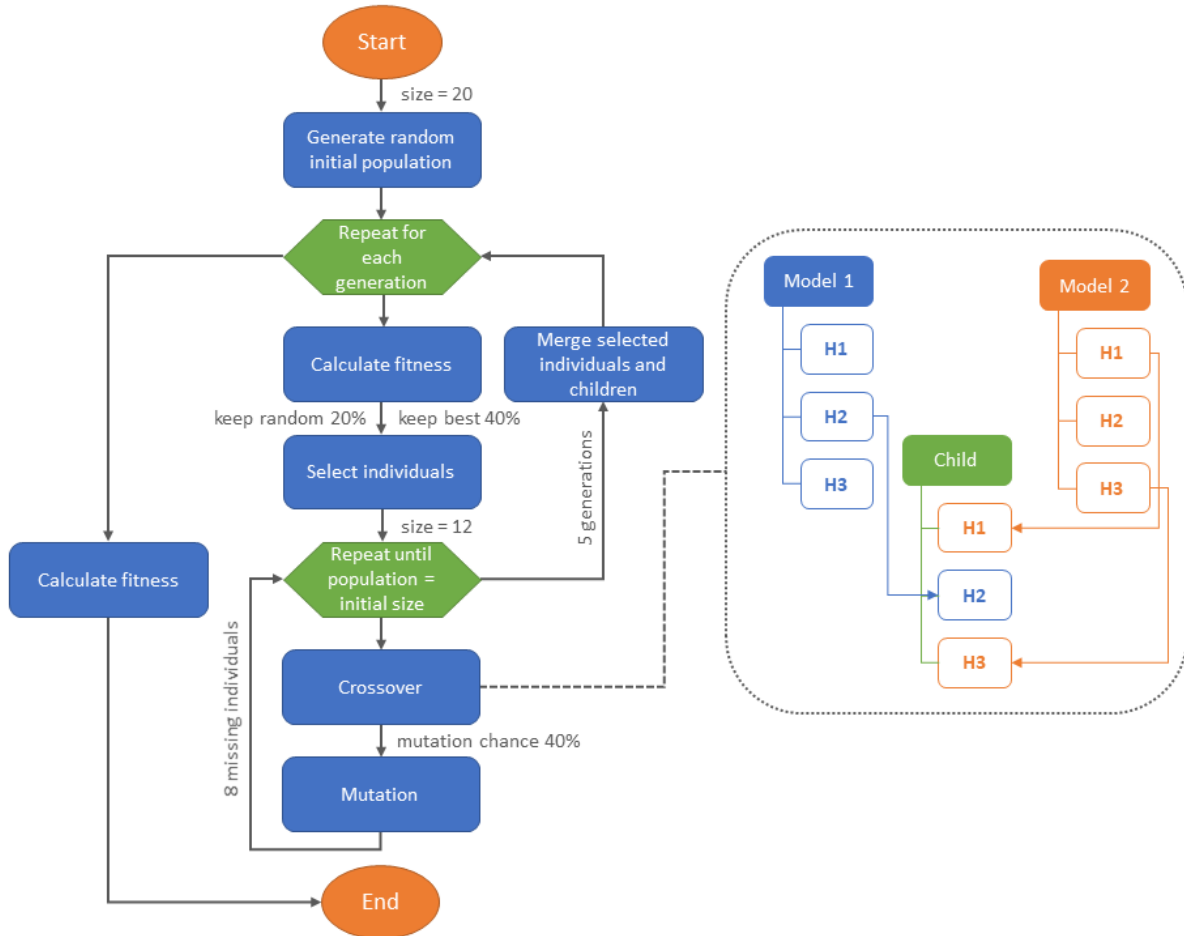 Start
size = 20
Generate random
initial population
Repeat for
each
generation
Calculate fitness
Merge selected
individuals and
children
keep random 20%
keep best 40%
Select individuals
size = 12
5 generations
Repeat until
population =
initial size
Calculate fitness
8 missing individuals
Crossover
mutation chance 40%
Mutation
End
Model 1
H1
H2
H3
Model 2
H1
H2
H3
Child
H1
H2
H3